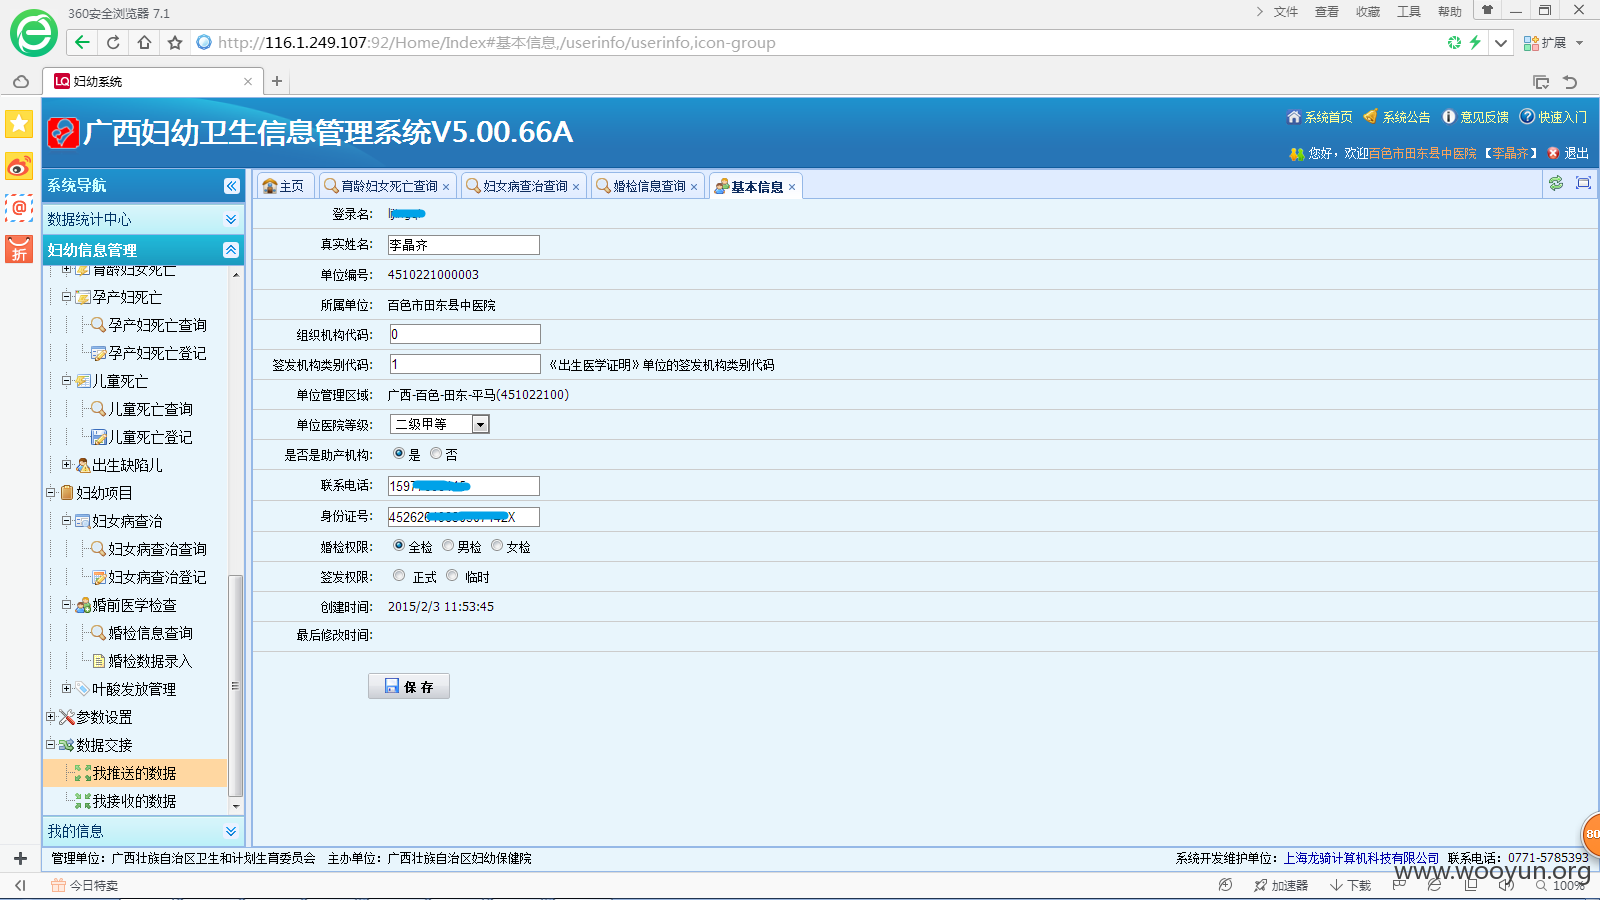 360安全浏览器 7.1
文件 查看 收藏 工具 帮助
http://116.1.249.107:92/Home/Index#基本信息,/userinfo/userinfo,icon-group
扩展
LQ 妇幼系统
广西妇幼卫生信息管理系统V5.00.66A
系统首页 系统公告 意见反馈 快速入门
您好，欢迎百色市田东县中医院 【李晶齐】 退出
系统导航
主页 育龄妇女死亡查询 妇女病查治查询 婚检信息查询 基本信息
数据统计中心
妇幼信息管理
育龄妇女死亡
孕产妇死亡
孕产妇死亡查询
孕产妇死亡登记
儿童死亡
儿童死亡查询
儿童死亡登记
出生缺陷儿
妇幼项目
妇女病查治
妇女病查治查询
妇女病查治登记
婚前医学检查
婚检信息查询
婚检数据录入
叶酸发放管理
参数设置
数据交接
我推送的数据
我接收的数据
我的信息
登录名:
真实姓名: 李晶齐
单位编号: 4510221000003
所属单位: 百色市田东县中医院
组织机构代码: 0
签发机构类别代码: 1 《出生医学证明》单位的签发机构类别代码
单位管理区域: 广西-百色-田东-平马(451022100)
单位医院等级: 二级甲等
是否是助产机构: 是 否
联系电话: 1597
身份证号: 452626 X
婚检权限: 全检 男检 女检
签发权限: 正式 临时
创建时间: 2015/2/3 11:53:45
最后修改时间:
保存
折
80
管理单位：广西壮族自治区卫生和计划生育委员会 主办单位：广西壮族自治区妇幼保健院
系统开发维护单位：上海龙骑计算机科技有限公司 联系电话：0771-5785393
www.wooyun.org
今日特卖
加速器 下载 100%